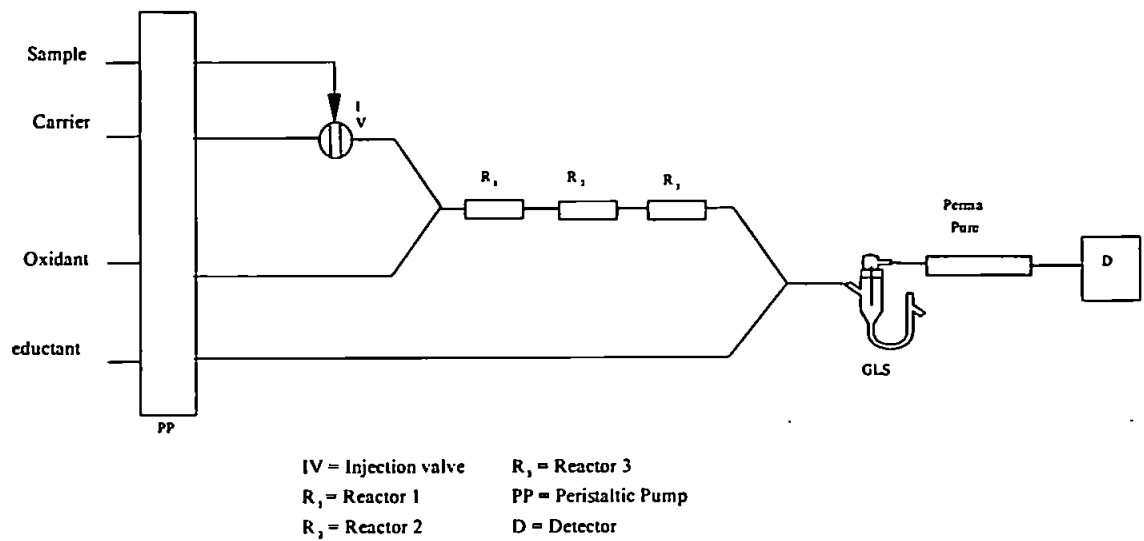 Sample
Carrier
Oxidant
eductant
PP
I
V
R₁
R₂
R₃
GLS
Perma
Pure
D
IV = Injection valve
R₃ = Reactor 3
R₁ = Reactor 1
PP = Peristaltic Pump
R₂ = Reactor 2
D = Detector